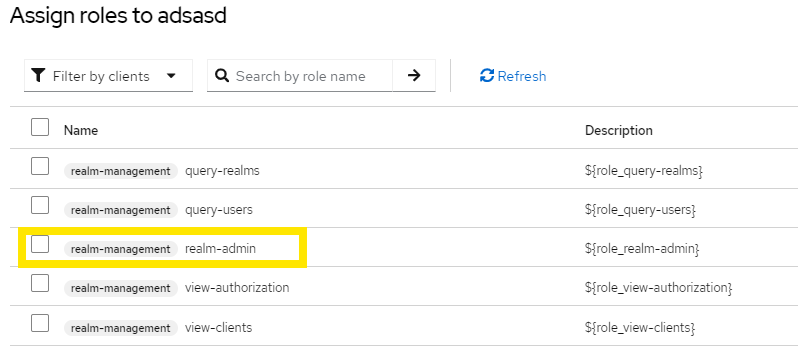 Assign roles to adsasd
Filter by clients Search by role name Refresh
Name Description
realm-management query-realms ${role_query-realms}
realm-management query-users ${role_query-users}
realm-management realm-admin ${role_realm-admin}
realm-management view-authorization ${role_view-authorization}
realm-management view-clients ${role_view-clients}